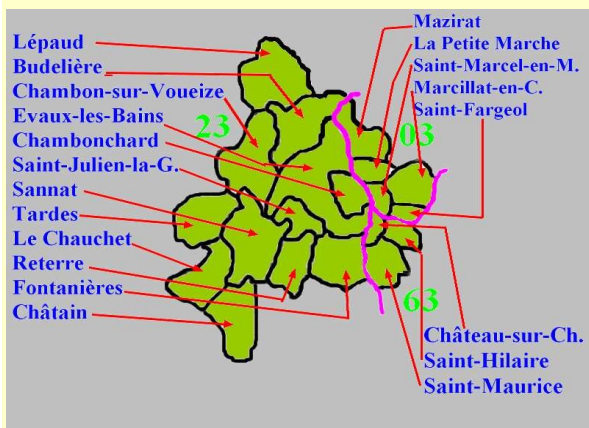 Lépaud
Budelière
Chambon-sur-Voueize
Evaux-les-Bains
Chambonchard
Saint-Julien-la-G.
Sannat
Tardes
Le Chauchet
Reterre
Fontanières
Châtain
23
Mazirat
La Petite Marche
Saint-Marcel-en-M.
Marcillat-en-C.
Saint-Fargeol
03
63
Château-sur-Ch.
Saint-Hilaire
Saint-Maurice